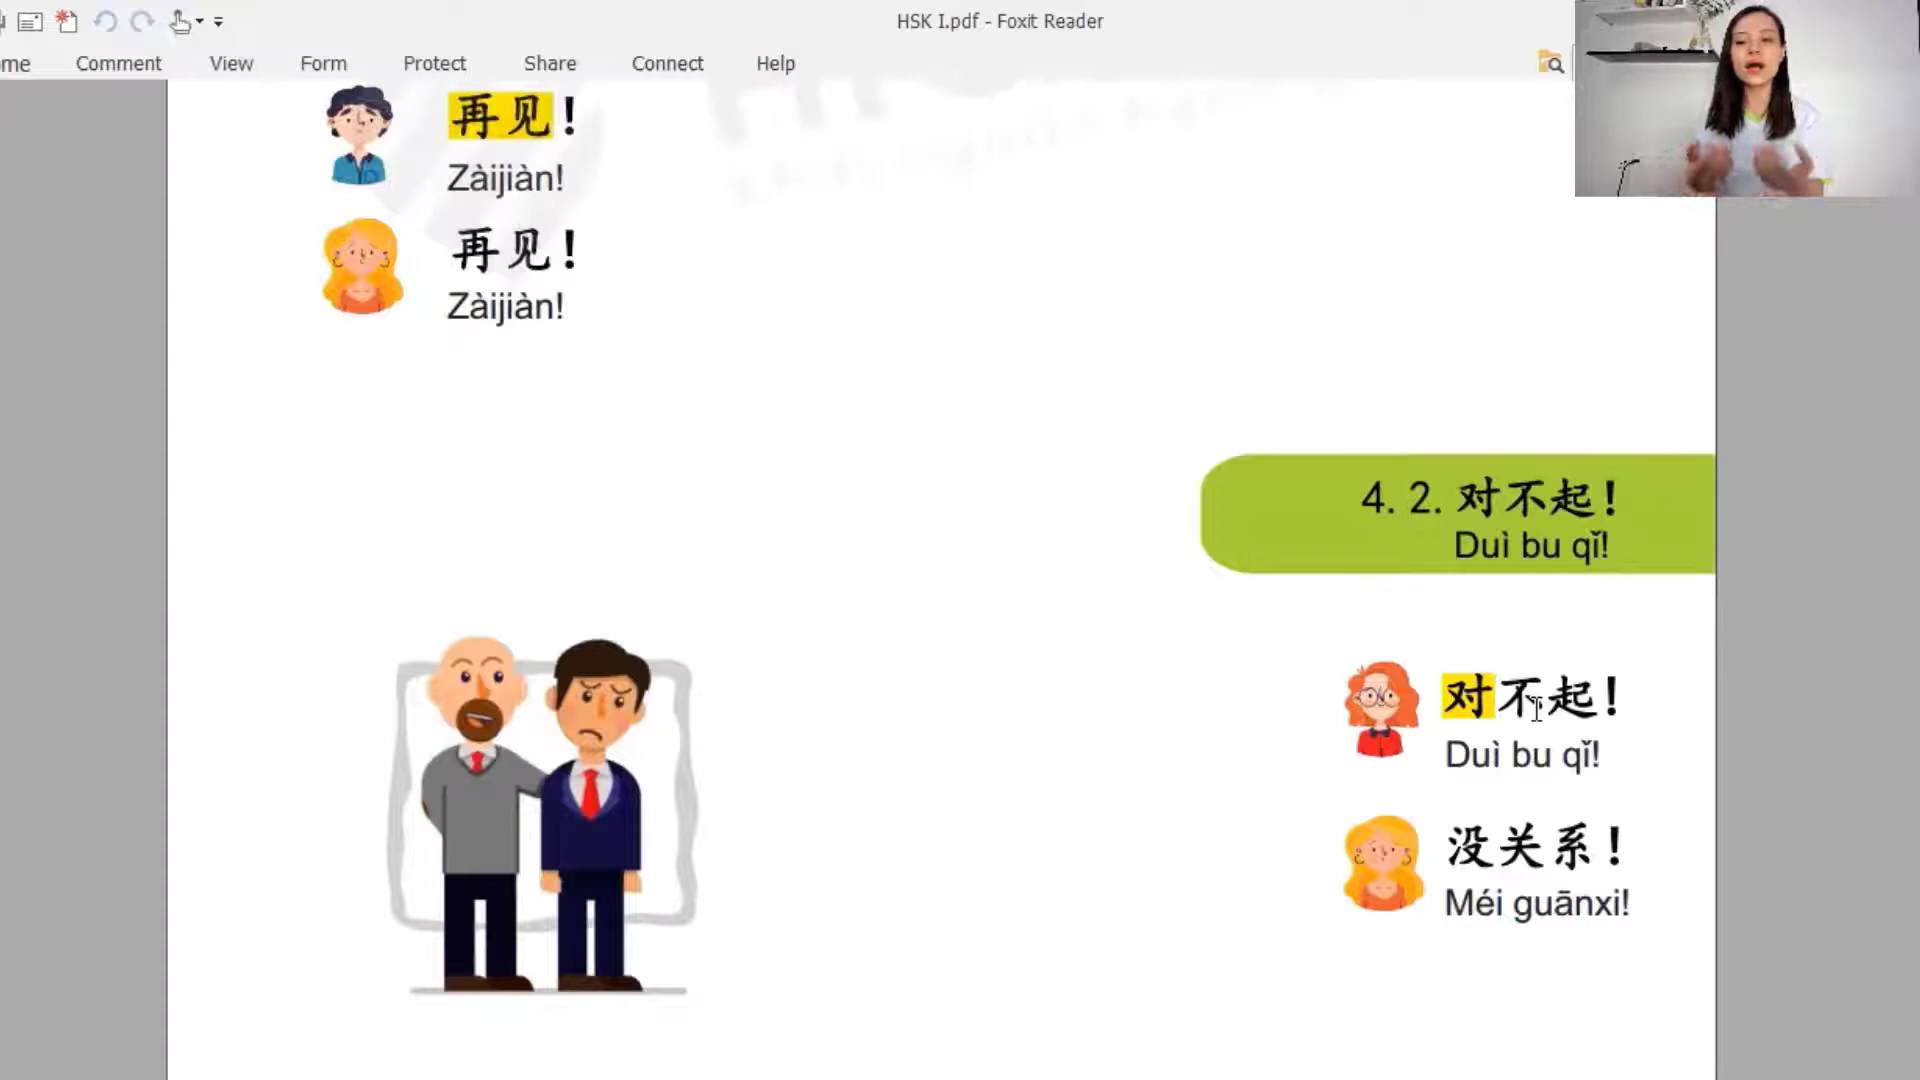 HSK I.pdf - Foxit Reader
ome Comment View Form Protect Share Connect Help
再见！
Zàijiàn!
再见！
Zàijiàn!
4. 2. 对不起！
Duì bu qǐ!
对不起！
Duì bu qǐ!
没关系！
Méi guānxi!